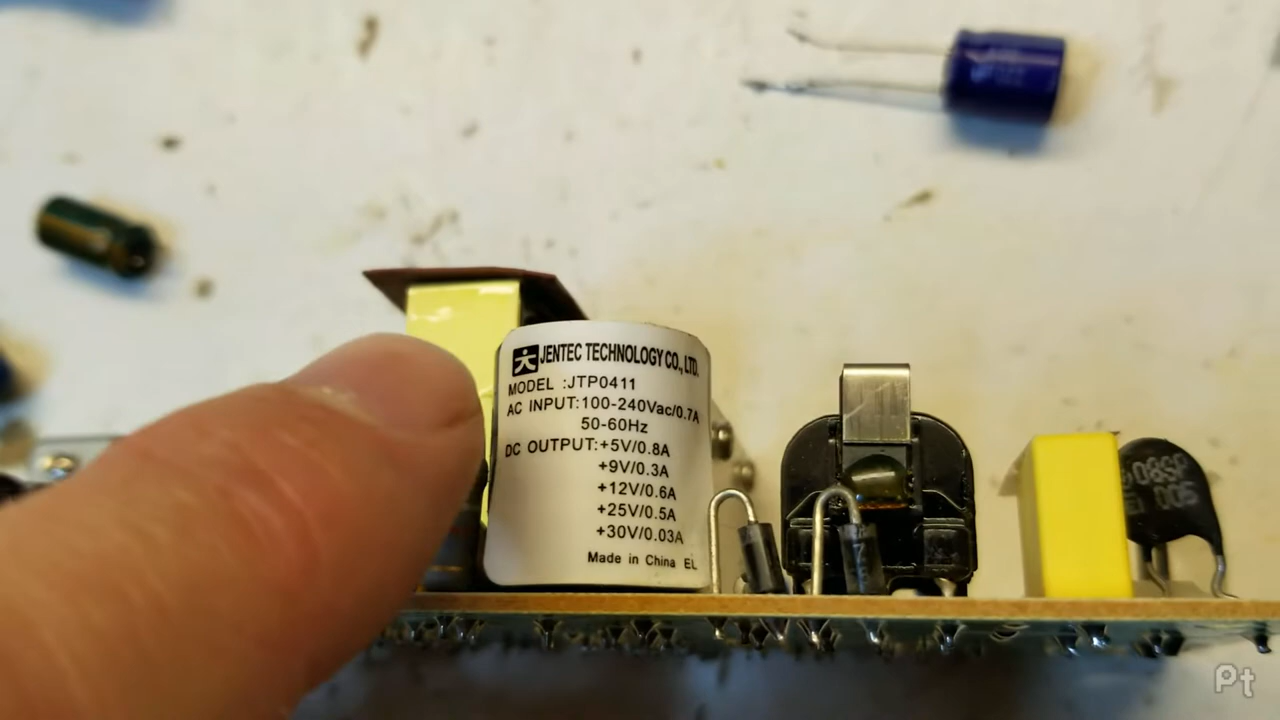 JENTEC TECHNOLOGY CO., LTD.
MODEL :JTP0411
AC INPUT:100-240Vac/0.7A
50-60Hz
DC OUTPUT:+5V/0.8A
+9V/0.3A
+12V/0.6A
+25V/0.5A
+30V/0.03A
Made in China EL
08SP
005
Pt